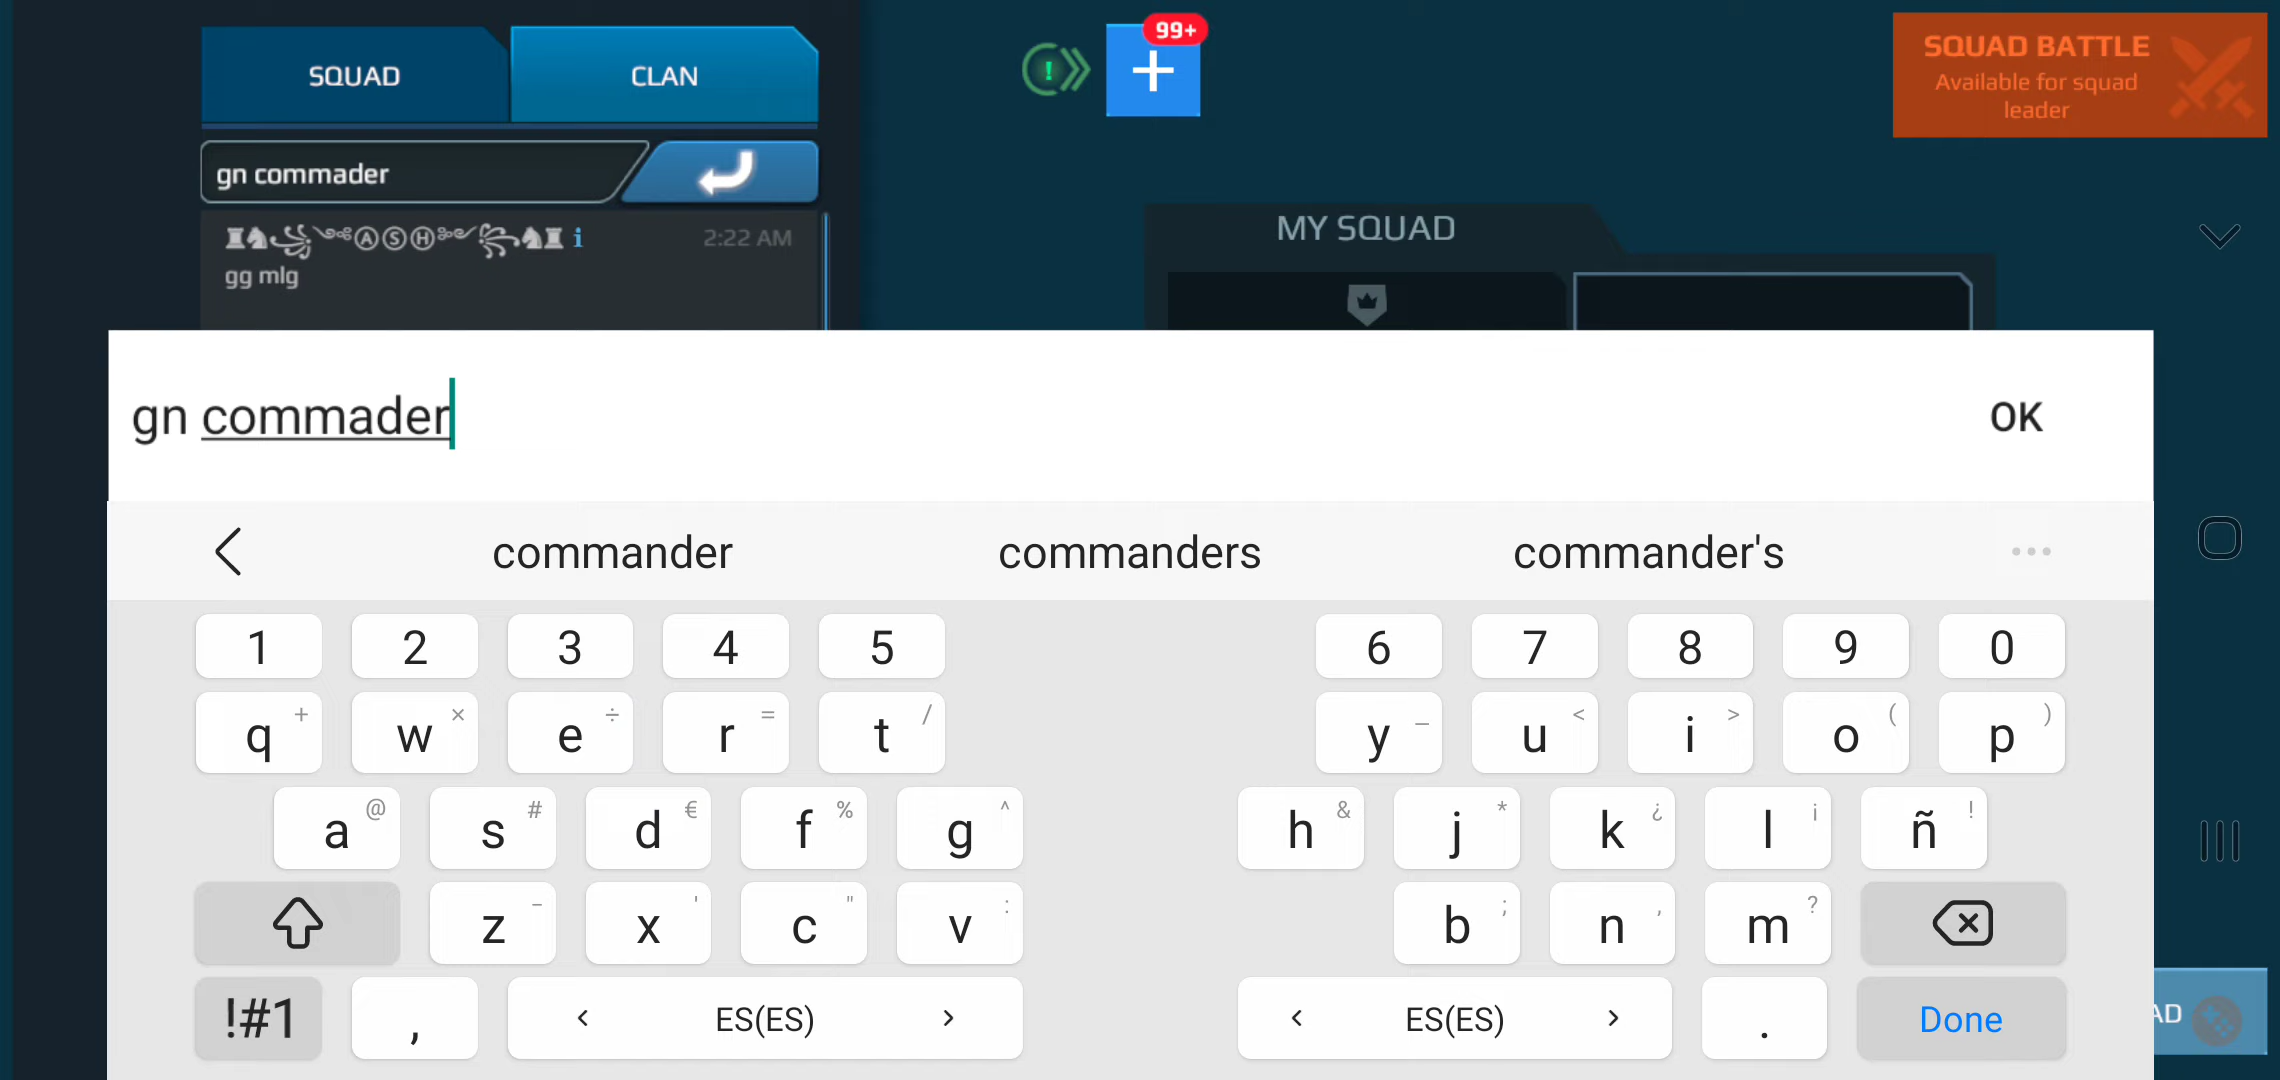 SQUAD
CLAN
99+
SQUAD BATTLE
Available for squad
leader
gn commader
ⒶⓈⒽ i
2:22 AM
gg mlg
MY SQUAD
gn commader
OK
commander
commanders
commander's
1 2 3 4 5 6 7 8 9 0
q + w × e ÷ r = t / y _ u < i > o ( p )
a @ s # d € f % g ^ h & j * k ¿ l ¡ ñ !
z - x ' c " v : b ; n , m ?
!#1 , < ES(ES) > < ES(ES) > . Done
AD